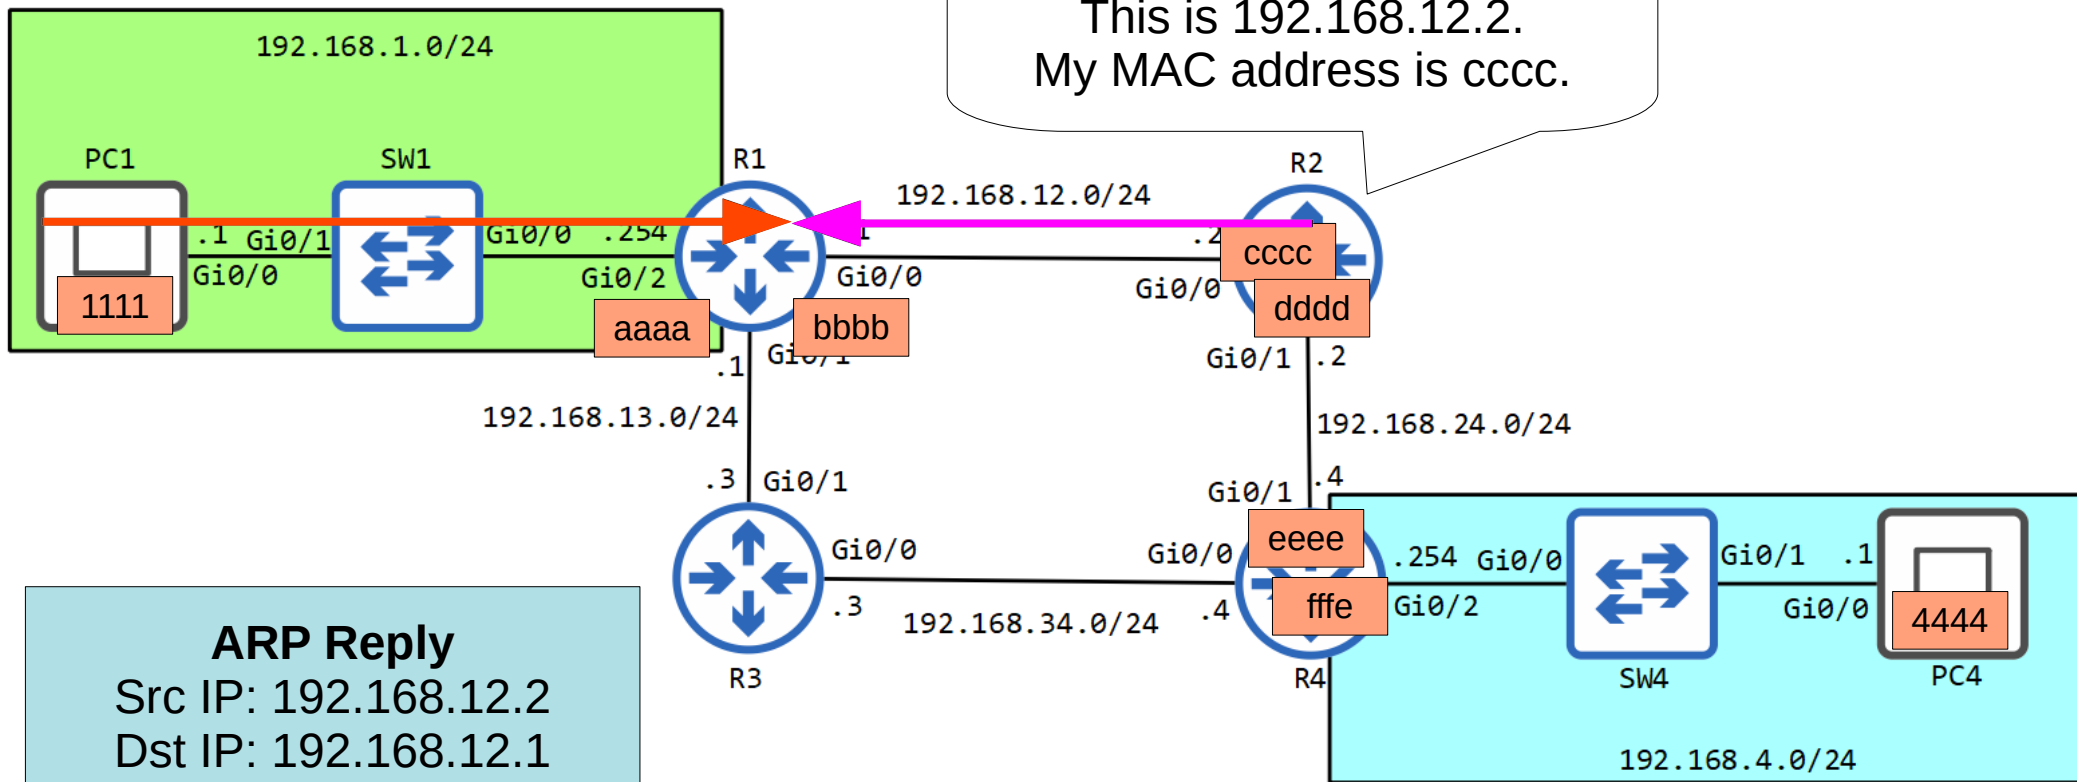 This is 192.168.12.2.
My MAC address is cccc.
192.168.1.0/24
PC1
SW1
R1
R2
192.168.12.0/24
.1
Gi0/1
Gi0/0
.254
1
.2
Gi0/0
Gi0/2
Gi0/0
Gi0/0
cccc
1111
aaaa
bbbb
dddd
.1
Gi0/1
Gi0/1
.2
192.168.13.0/24
192.168.24.0/24
.3
Gi0/1
.4
Gi0/1
eeee
Gi0/0
Gi0/0
.254
Gi0/0
Gi0/1
.1
fffe
.3
192.168.34.0/24
.4
Gi0/2
Gi0/0
4444
R3
R4
SW4
PC4
192.168.4.0/24
ARP Reply
Src IP: 192.168.12.2
Dst IP: 192.168.12.1